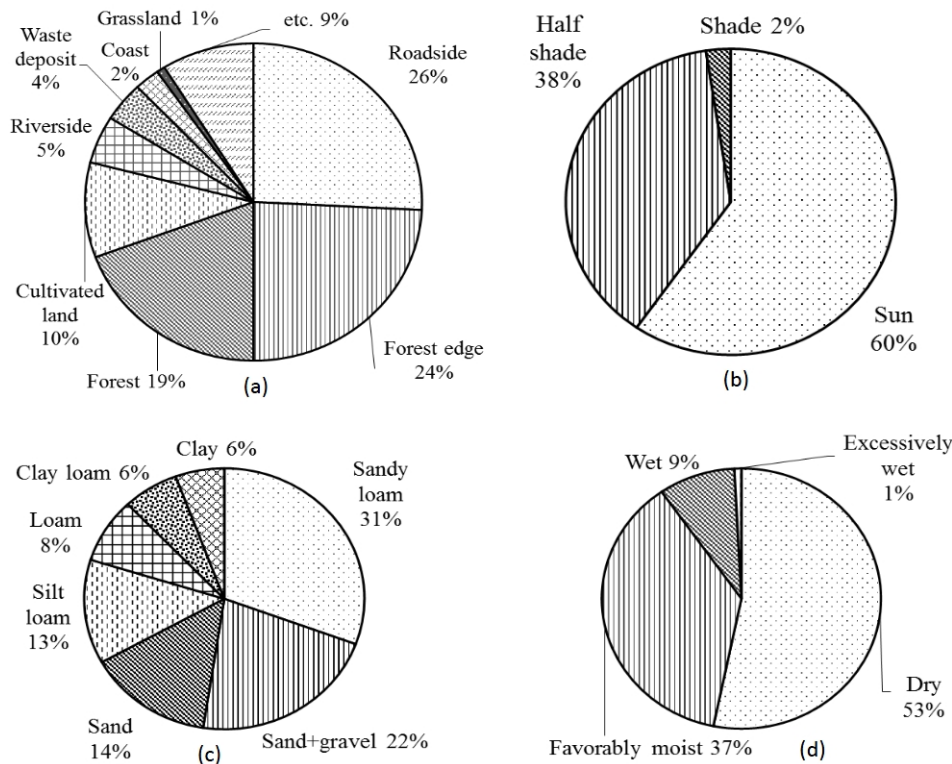 Grassland 1%
etc. 9%
Waste
deposit
4%
Coast
2%
Roadside
26%
Riverside
5%
Cultivated
land
10%
Forest 19%
Forest edge
24%
(a)
Half
shade
38%
Shade 2%
Sun
60%
(b)
Clay 6%
Clay loam 6%
Sandy
loam
31%
Loam
8%
Silt
loam
13%
Sand
14%
Sand+gravel 22%
(c)
Wet 9%
Excessively
wet
1%
Dry
53%
Favorably moist 37%
(d)